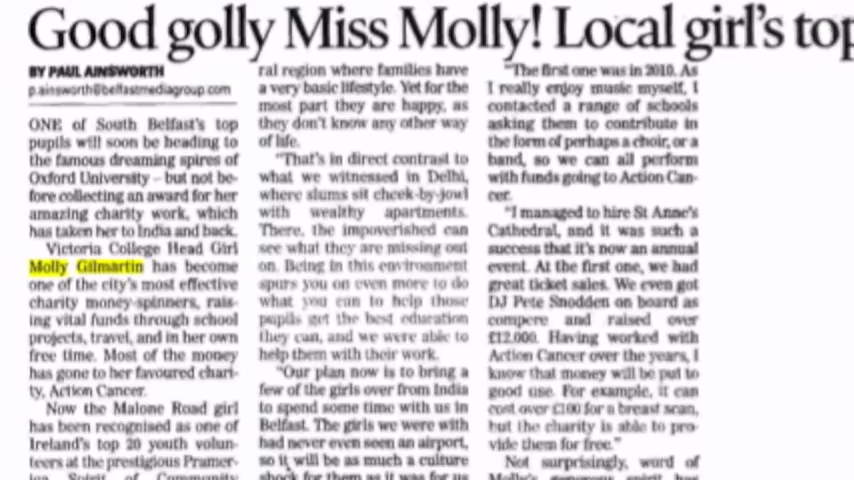 Good golly Miss Molly! Local girl's top
BY PAUL AINSWORTH
p.ainsworth@belfastmediagroup.com
ONE of South Belfast's top
pupils will soon be heading to
the famous dreaming spires of
Oxford University – but not be-
fore collecting an award for her
amazing charity work, which
has taken her to India and back.
Victoria College Head Girl
Molly Gilmartin has become
one of the city's most effective
charity money-spinners, rais-
ing vital funds through school
projects, travel, and in her own
free time. Most of the money
has gone to her favoured chari-
ty, Action Cancer.
Now the Malone Road girl
has been recognised as one of
Ireland's top 20 youth volun-
teers at the prestigious Pramer-
ica Spirit of Community
ral region where families have
a very basic lifestyle. Yet for the
most part they are happy, as
they don't know any other way
of life.
"That's in direct contrast to
what we witnessed in Delhi,
where slums sit cheek-by-jowl
with wealthy apartments.
There, the impoverished can
see what they are missing out
on. Being in this environment
spurs you on even more to do
what you can to help those
pupils get the best education
they can, and we were able to
help them with their work.
"Our plan now is to bring a
few of the girls over from India
to spend some time with us in
Belfast. The girls we were with
had never even seen an airport,
so it will be as much a culture
shock for them as it was for us
"The first one was in 2010. As
I really enjoy music myself, I
contacted a range of schools
asking them to contribute in
the form of perhaps a choir, or a
band, so we can all perform
with funds going to Action Can-
cer.
"I managed to hire St Anne's
Cathedral, and it was such a
success that it's now an annual
event. At the first one, we had
great ticket sales. We even got
DJ Pete Snodden on board as
compere and raised over
£12,000. Having worked with
Action Cancer over the years, I
know that money will be put to
good use. For example, it can
cost over £100 for a breast scan,
but the charity is able to pro-
vide them for free."
Not surprisingly, word of
Molly's generous spirit has